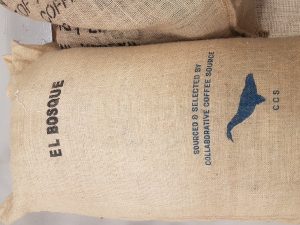 EL BOSQUE
SOURCED & SELECTED BY
COLLABORATIVE COFFEE SOURCE
CCS